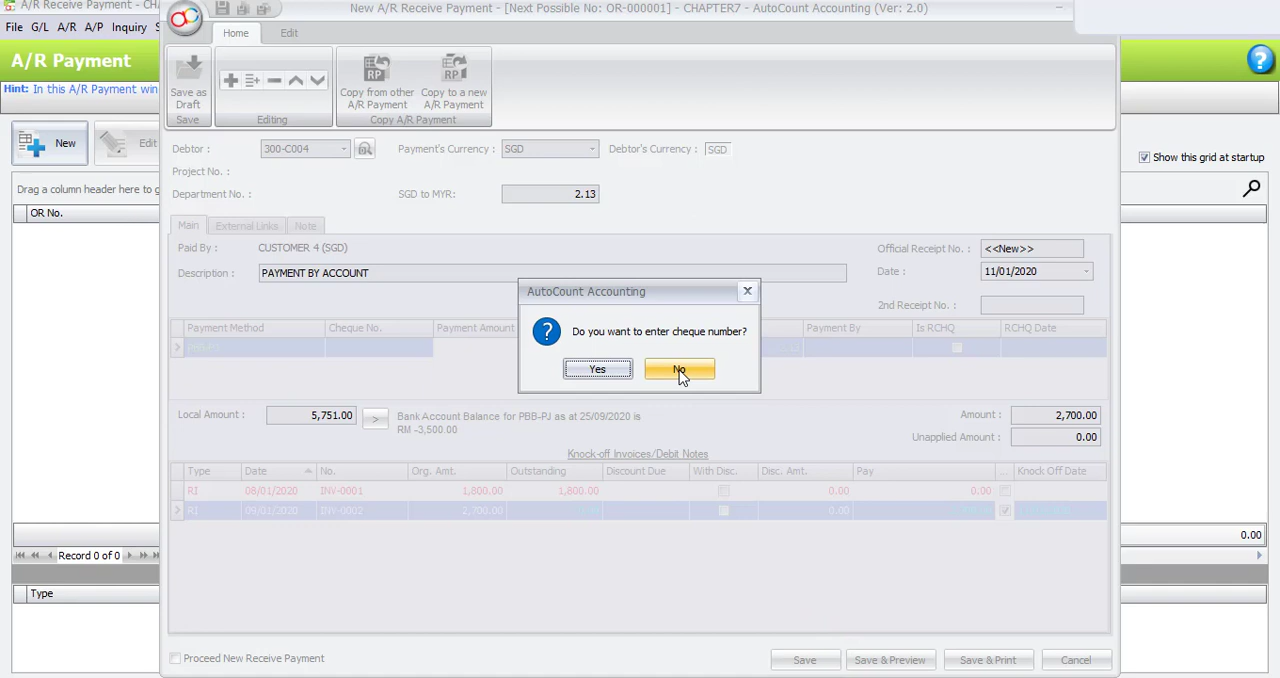 A/R Receive Payment - CH
New A/R Receive Payment - [Next Possible No: OR-000001] - CHAPTER7 - AutoCount Accounting (Ver: 2.0)
File G/L A/R A/P Inquiry S
Home Edit
A/R Payment
Hint: In this A/R Payment win
Save as Draft
Copy from other A/R Payment
Copy to a new A/R Payment
Save Editing Copy A/R Payment
New Edit
Show this grid at startup
Drag a column header here to g
OR No.
Debtor : 300-C004 Payment's Currency : SGD Debtor's Currency : SGD
Project No. :
Department No. : SGD to MYR: 2.13
Main External Links Note
Paid By : CUSTOMER 4 (SGD) Official Receipt No. : <<New>>
Description : PAYMENT BY ACCOUNT Date : 11/01/2020
2nd Receipt No. :
AutoCount Accounting
Do you want to enter cheque number?
Yes No
Payment Method Cheque No. Payment Amount Payment By Is RCHQ RCHQ Date
Local Amount : 5,751.00 > Bank Account Balance for PBB-PJ as at 25/09/2020 is
RM -3,500.00
Amount : 2,700.00
Unapplied Amount : 0.00
Knock-off Invoices/Debit Notes
Type Date No. Org. Amt. Outstanding Discount Due With Disc. Disc. Amt. Pay ... Knock Off Date
RI 08/01/2020 INV-0001 1,800.00 1,800.00 0.00 0.00
RI 09/01/2020 INV-0002 2,700.00 0.00
0.00
Record 0 of 0
Type
Proceed New Receive Payment
Save Save & Preview Save & Print Cancel